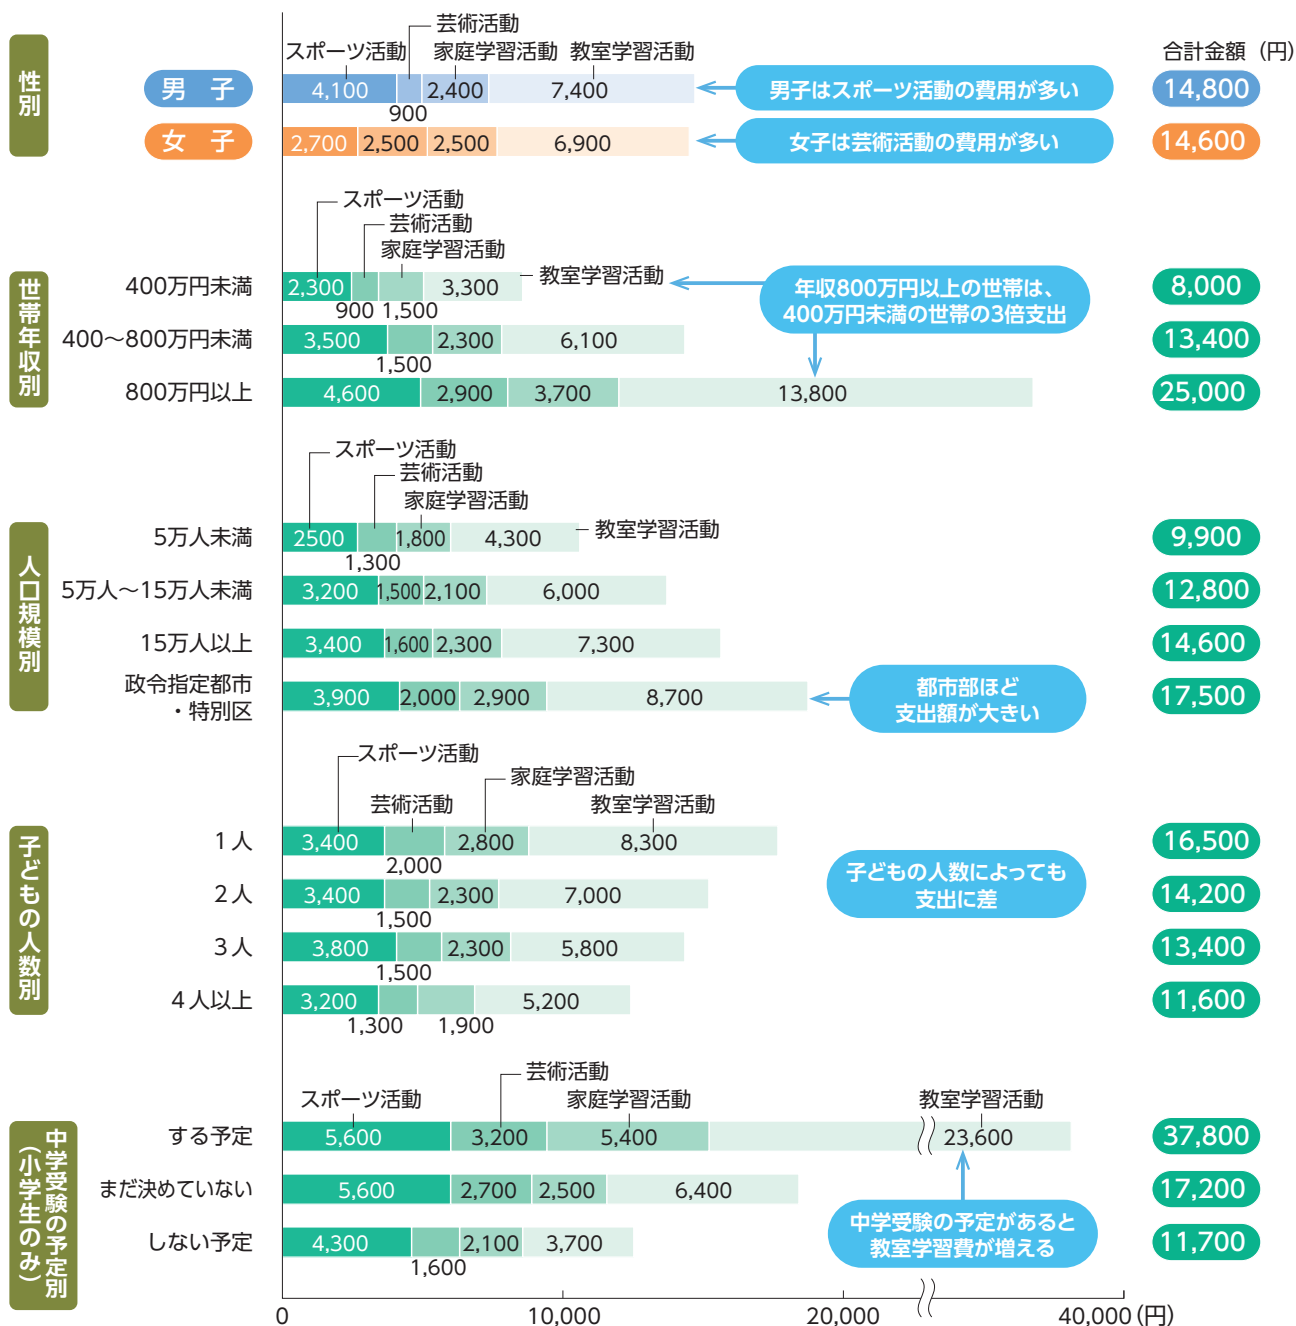 性別
芸術活動
スポーツ活動 家庭学習活動 教室学習活動 合計金額（円）
男 子 4,100 900 2,400 7,400 男子はスポーツ活動の費用が多い 14,800
女 子 2,700 2,500 2,500 6,900 女子は芸術活動の費用が多い 14,600
世帯年収別
スポーツ活動
芸術活動
家庭学習活動
教室学習活動
400万円未満 2,300 900 1,500 3,300 8,000
年収800万円以上の世帯は、
400万円未満の世帯の3倍支出
400～800万円未満 3,500 1,500 2,300 6,100 13,400
800万円以上 4,600 2,900 3,700 13,800 25,000
人口規模別
スポーツ活動
芸術活動
家庭学習活動
教室学習活動
5万人未満 2500 1,300 1,800 4,300 9,900
5万人～15万人未満 3,200 1,500 2,100 6,000 12,800
15万人以上 3,400 1,600 2,300 7,300 14,600
政令指定都市
・特別区 3,900 2,000 2,900 8,700 17,500
都市部ほど
支出額が大きい
子どもの人数別
スポーツ活動
家庭学習活動
芸術活動 教室学習活動
1人 3,400 2,000 2,800 8,300 16,500
子どもの人数によっても
支出に差
2人 3,400 1,500 2,300 7,000 14,200
3人 3,800 1,500 2,300 5,800 13,400
4人以上 3,200 1,300 1,900 5,200 11,600
中学受験の予定別
（小学生のみ）
芸術活動
スポーツ活動 家庭学習活動 教室学習活動
する予定 5,600 3,200 5,400 23,600 37,800
まだ決めていない 5,600 2,700 2,500 6,400 17,200
中学受験の予定があると
教室学習費が増える
しない予定 4,300 1,600 2,100 3,700 11,700
0 10,000 20,000 40,000 (円)